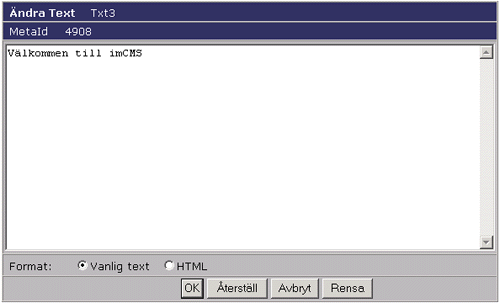 Ändra Text Txt3
MetaId 4908
Välkommen till imCMS
Format: Vanlig text HTML
OK Återställ Avbryt Rensa